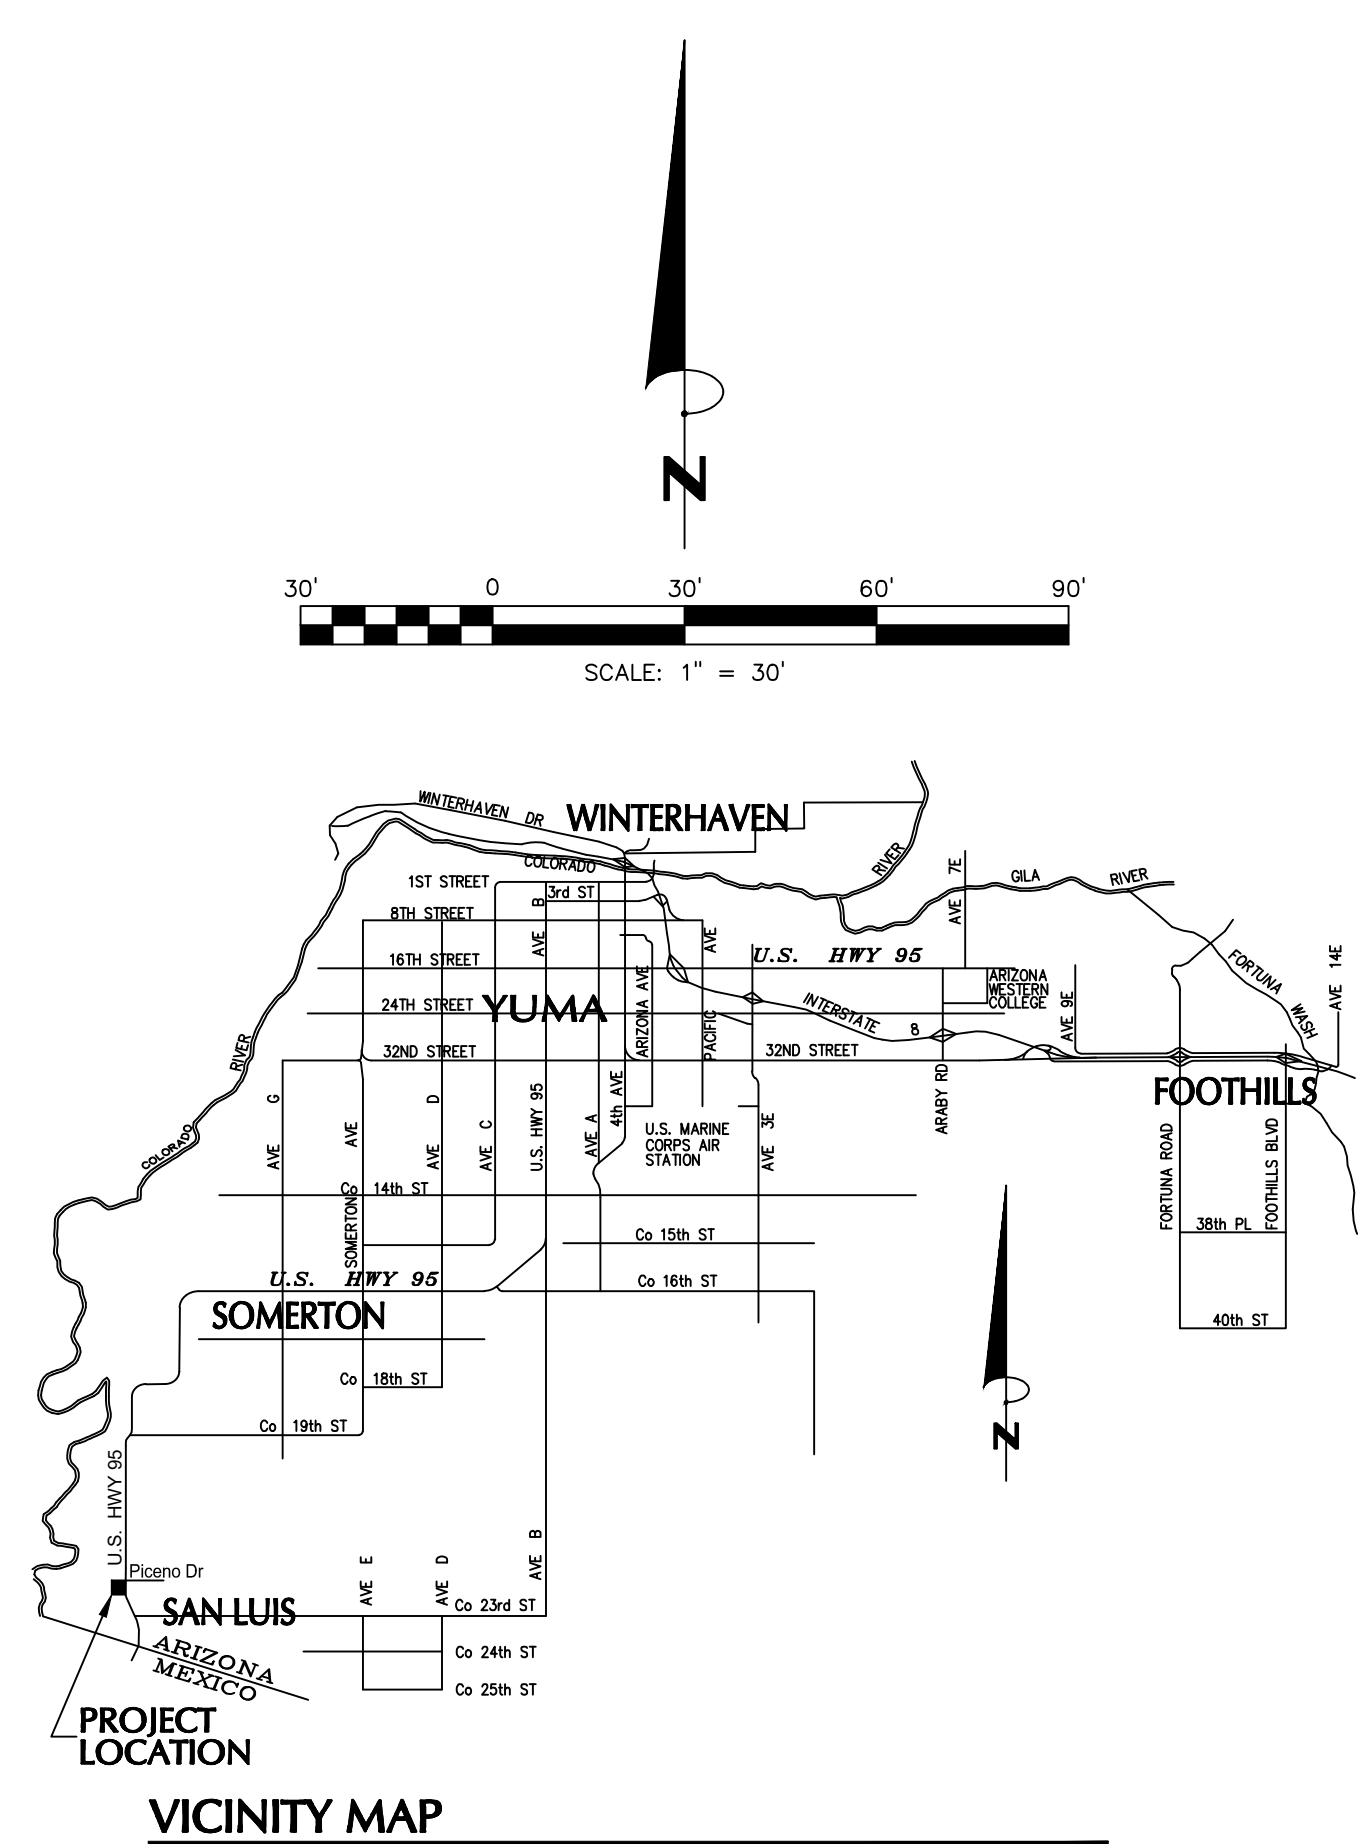 N
30' 0 30' 60' 90'
SCALE: 1" = 30'
WINTERHAVEN DR
WINTERHAVEN
COLORADO
RIVER
AVE 7E
GILA RIVER
1ST STREET
3rd ST
8TH STREET
AVE B
16TH STREET
U.S. HWY 95
24TH STREET
YUMA
ARIZONA AVE
PACIFIC AVE
INTERSTATE 8
ARIZONA
WESTERN
COLLEGE
AVE 9E
FORTUNA WASH
AVE 14E
32ND STREET
32ND STREET
FOOTHILLS
COLORADO RIVER
AVE G
SOMERTON AVE
AVE D
AVE C
U.S. HWY 95
AVE A
4th AVE
U.S. MARINE
CORPS AIR
STATION
AVE 3E
ARABY RD
FORTUNA ROAD
FOOTHILLS BLVD
Co 14th ST
38th PL
Co 15th ST
U.S. HWY 95
Co 16th ST
SOMERTON
40th ST
Co 18th ST
Co 19th ST
N
U.S. HWY 95
Piceno Dr
AVE E
AVE D
AVE B
SAN LUIS
Co 23rd ST
ARIZONA
MEXICO
Co 24th ST
Co 25th ST
PROJECT
LOCATION
VICINITY MAP